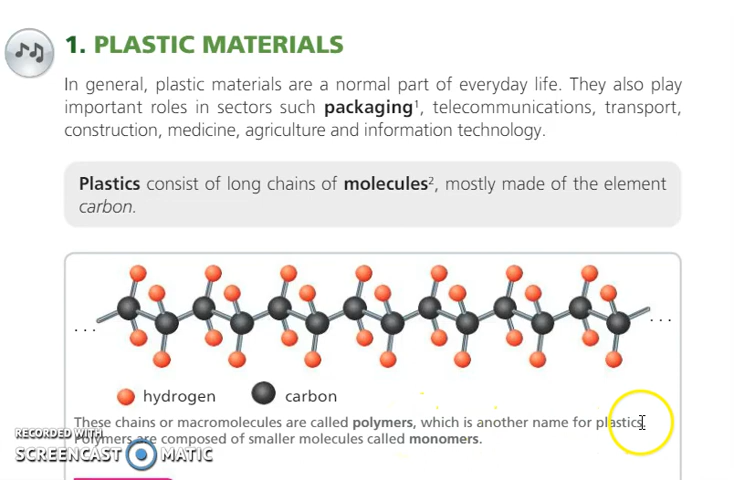 1. PLASTIC MATERIALS
In general, plastic materials are a normal part of everyday life. They also play
important roles in sectors such packaging¹, telecommunications, transport,
construction, medicine, agriculture and information technology.
Plastics consist of long chains of molecules², mostly made of the element
carbon.
...
...
hydrogen
carbon
These chains or macromolecules are called polymers, which is another name for plastics.
Polymers are composed of smaller molecules called monomers.
RECORDED WITH
SCREENCAST MATIC